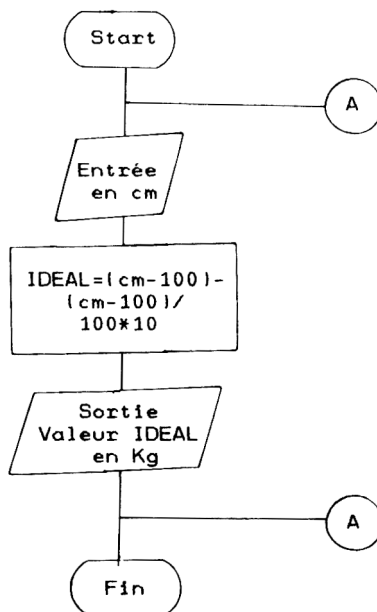 Start
A
Entrée
en cm
IDEAL=(cm-100)-
(cm-100)/
100*10
Sortie
Valeur IDEAL
en Kg
A
Fin